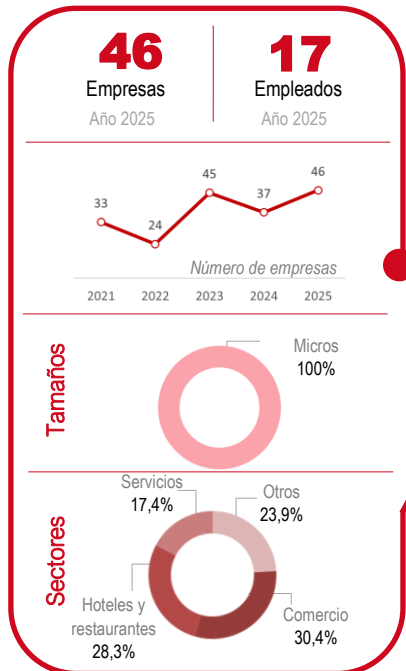 46
Empresas
Año 2025
17
Empleados
Año 2025
33
24
45
37
46
Número de empresas
2021 2022 2023 2024 2025
Tamaños
Micros
100%
Sectores
Servicios
17,4%
Otros
23,9%
Hoteles y
restaurantes
28,3%
Comercio
30,4%